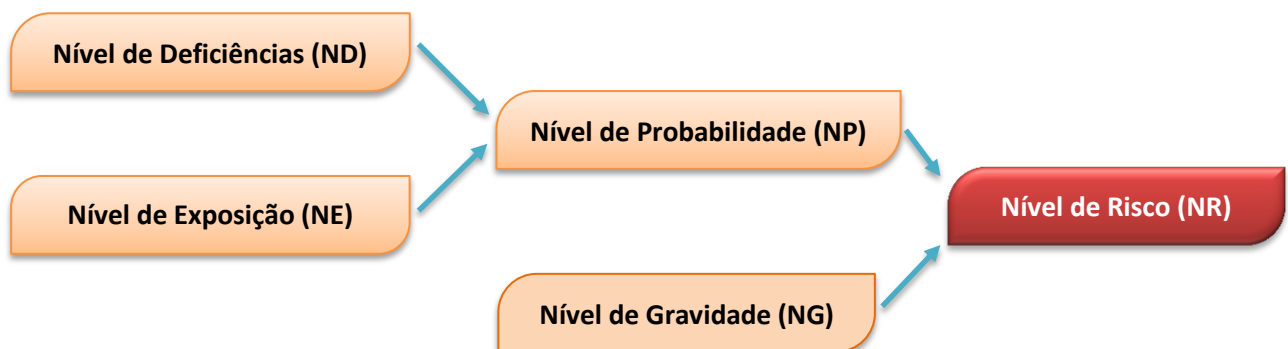 Nível de Deficiências (ND)
Nível de Probabilidade (NP)
Nível de Exposição (NE)
Nível de Risco (NR)
Nível de Gravidade (NG)